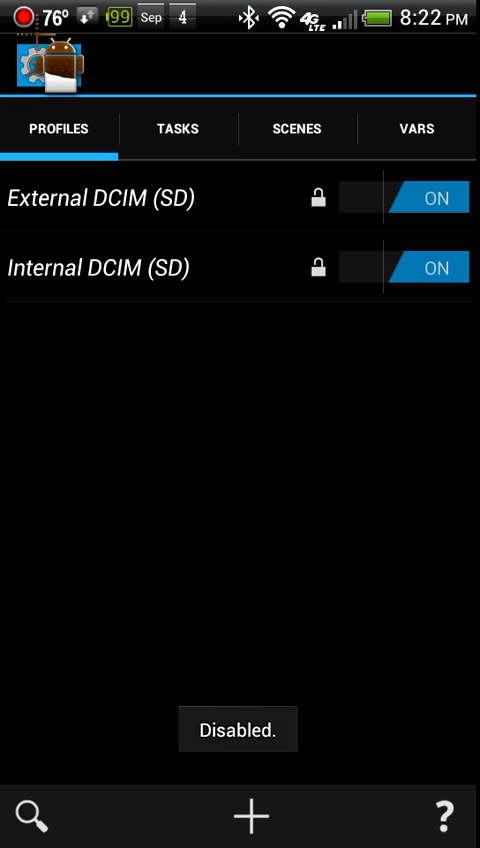 76° 99 Sep 4 4G LTE 8:22 PM
PROFILES TASKS SCENES VARS
External DCIM (SD) ON
Internal DCIM (SD) ON
Disabled.
?